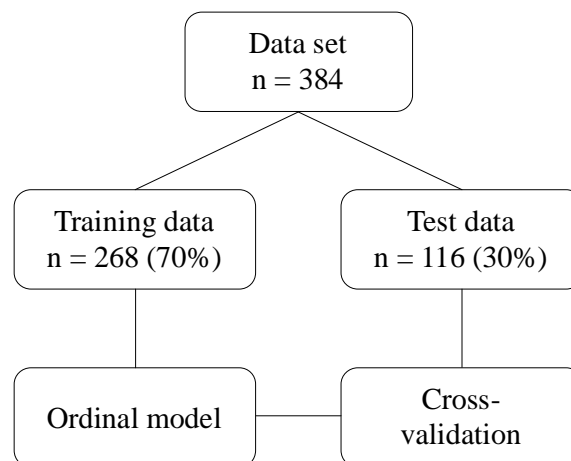 Data set
n = 384
Training data
n = 268 (70%)
Test data
n = 116 (30%)
Ordinal model
Cross-
validation